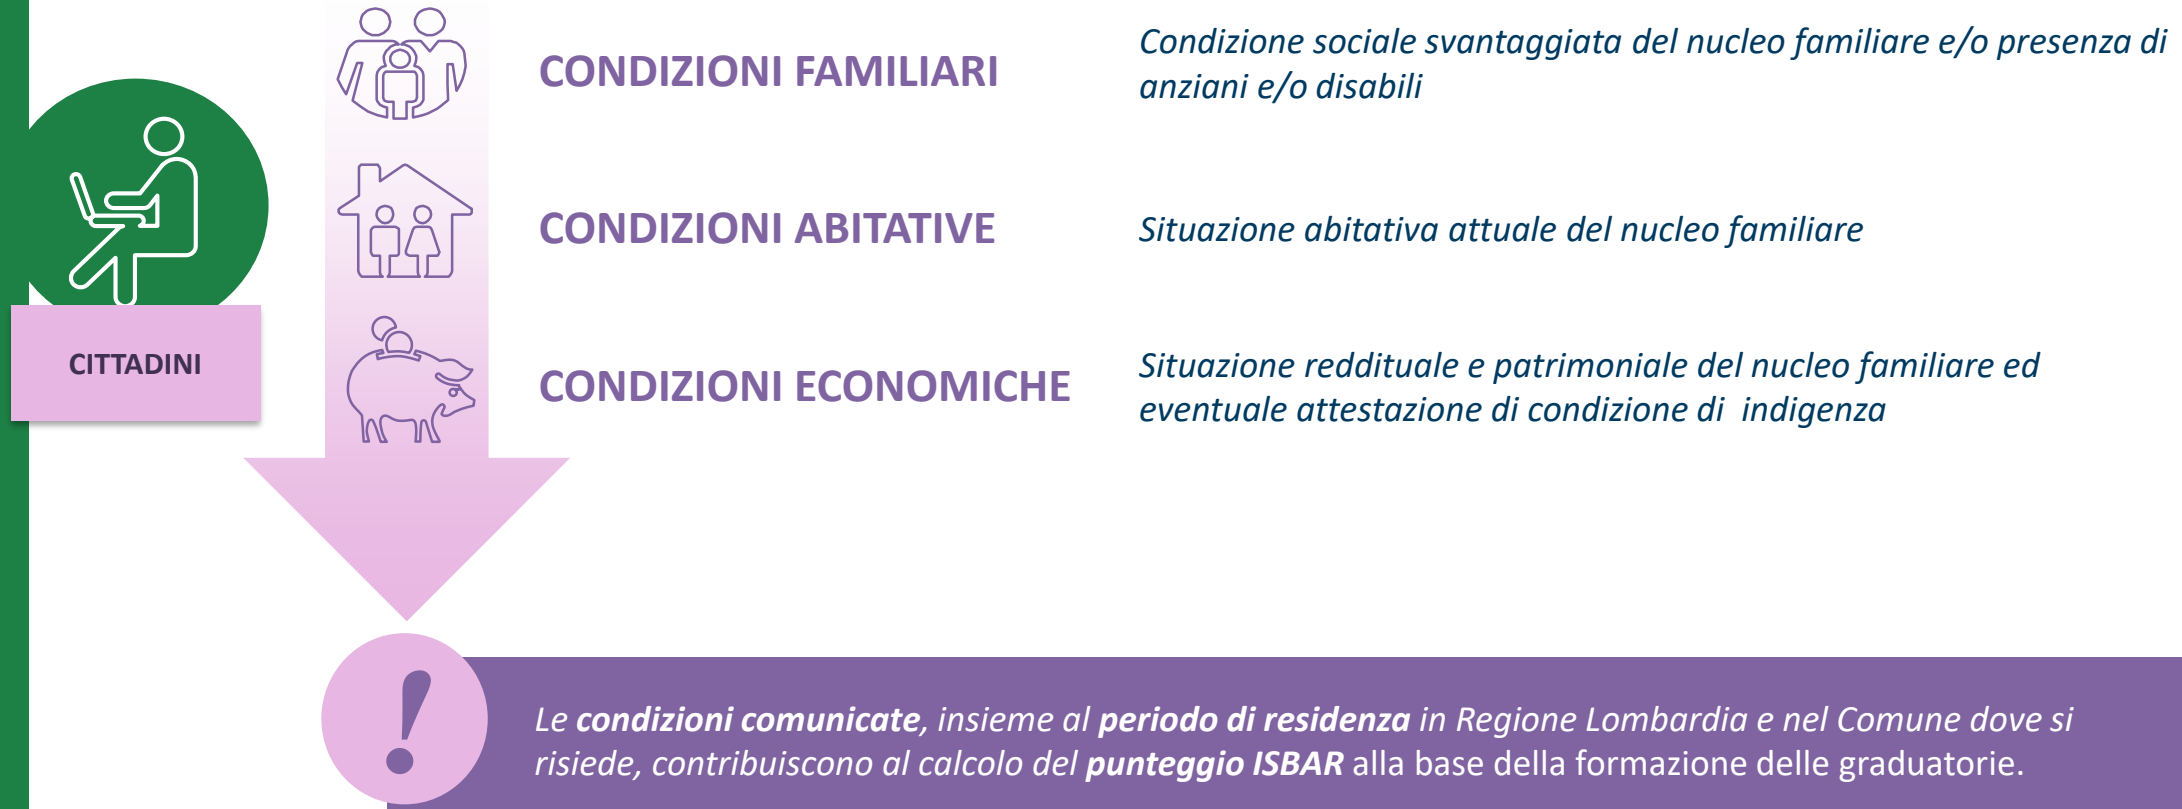 CONDIZIONI FAMILIARI
Condizione sociale svantaggiata del nucleo familiare e/o presenza di
anziani e/o disabili
CONDIZIONI ABITATIVE
Situazione abitativa attuale del nucleo familiare
CITTADINI
CONDIZIONI ECONOMICHE
Situazione reddituale e patrimoniale del nucleo familiare ed
eventuale attestazione di condizione di  indigenza
!
Le condizioni comunicate, insieme al periodo di residenza in Regione Lombardia e nel Comune dove si
risiede, contribuiscono al calcolo del punteggio ISBAR alla base della formazione delle graduatorie.